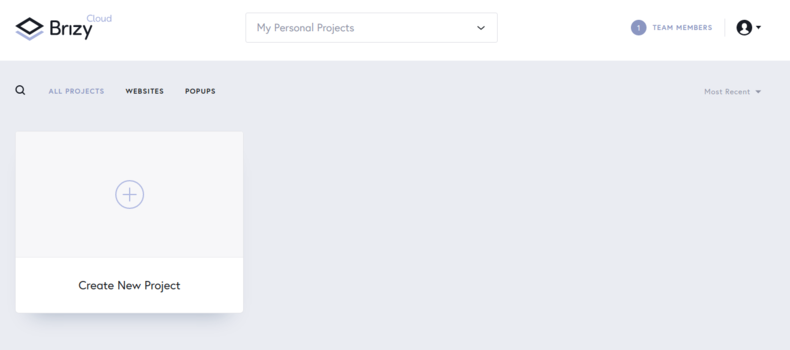 Brizy Cloud
My Personal Projects
1 TEAM MEMBERS
ALL PROJECTS WEBSITES POPUPS
Most Recent
Create New Project